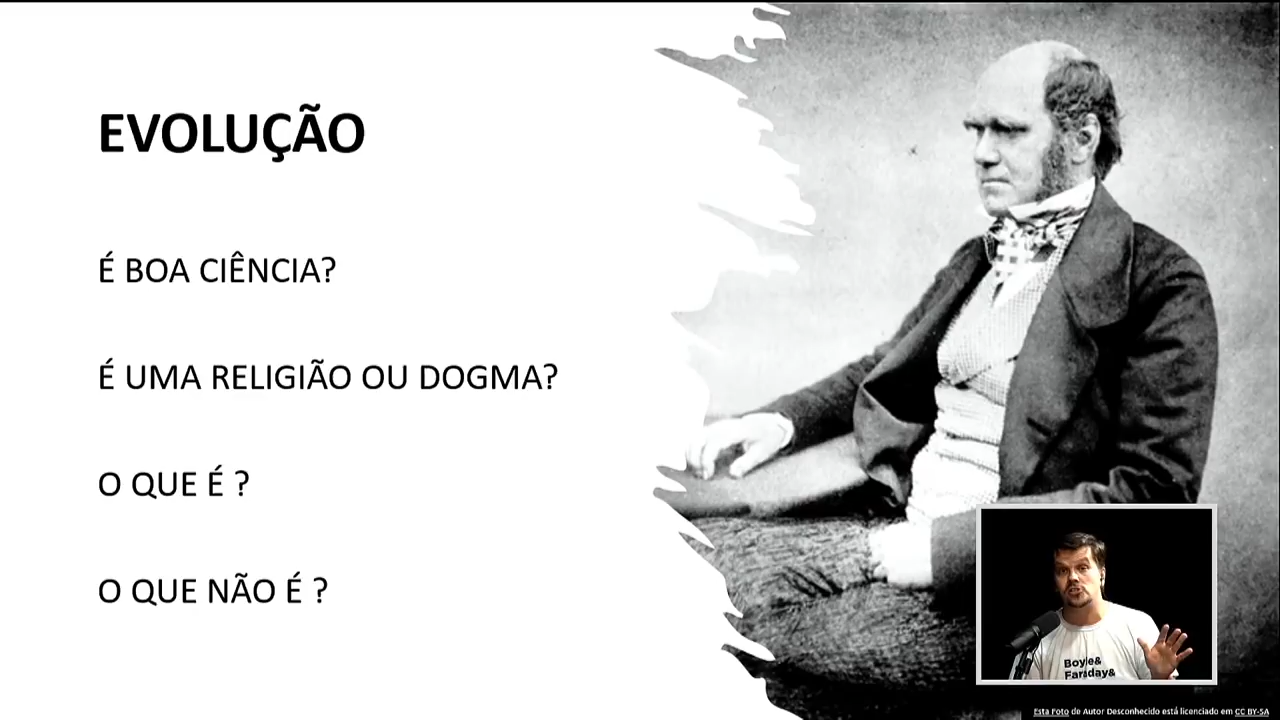 EVOLUÇÃO
É BOA CIÊNCIA?
É UMA RELIGIÃO OU DOGMA?
O QUE É ?
O QUE NÃO É ?
Boyle&
Faraday&
Esta Foto de Autor Desconhecido está licenciado em CC BY-SA